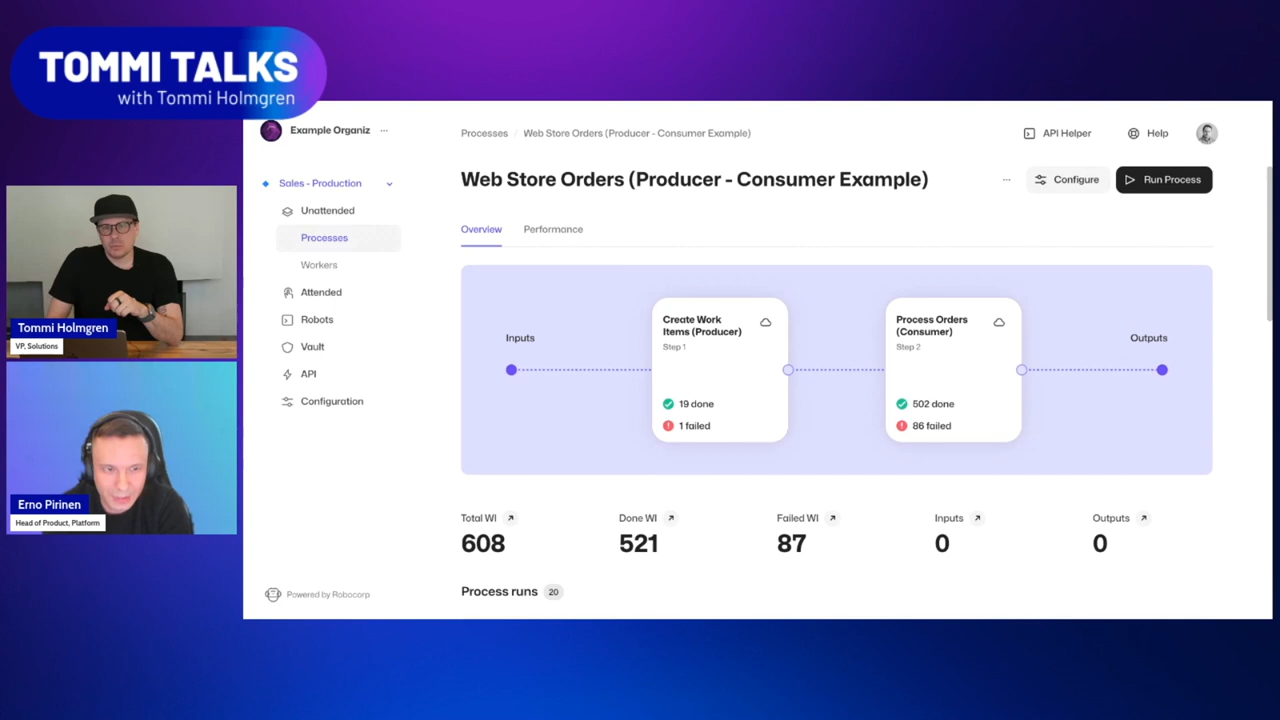 TOMMI TALKS
with Tommi Holmgren
Example Organiz ...
Processes / Web Store Orders (Producer - Consumer Example)
API Helper
Help
Sales - Production
Web Store Orders (Producer - Consumer Example)
...
Configure
Run Process
Unattended
Processes
Workers
Attended
Robots
Vault
API
Configuration
Overview
Performance
Inputs
Create Work
Items (Producer)
Step 1
19 done
1 failed
Process Orders
(Consumer)
Step 2
502 done
86 failed
Outputs
Tommi Holmgren
VP, Solutions
Erno Pirinen
Head of Product, Platform
Total WI
608
Done WI
521
Failed WI
87
Inputs
0
Outputs
0
Process runs 20
Powered by Robocorp